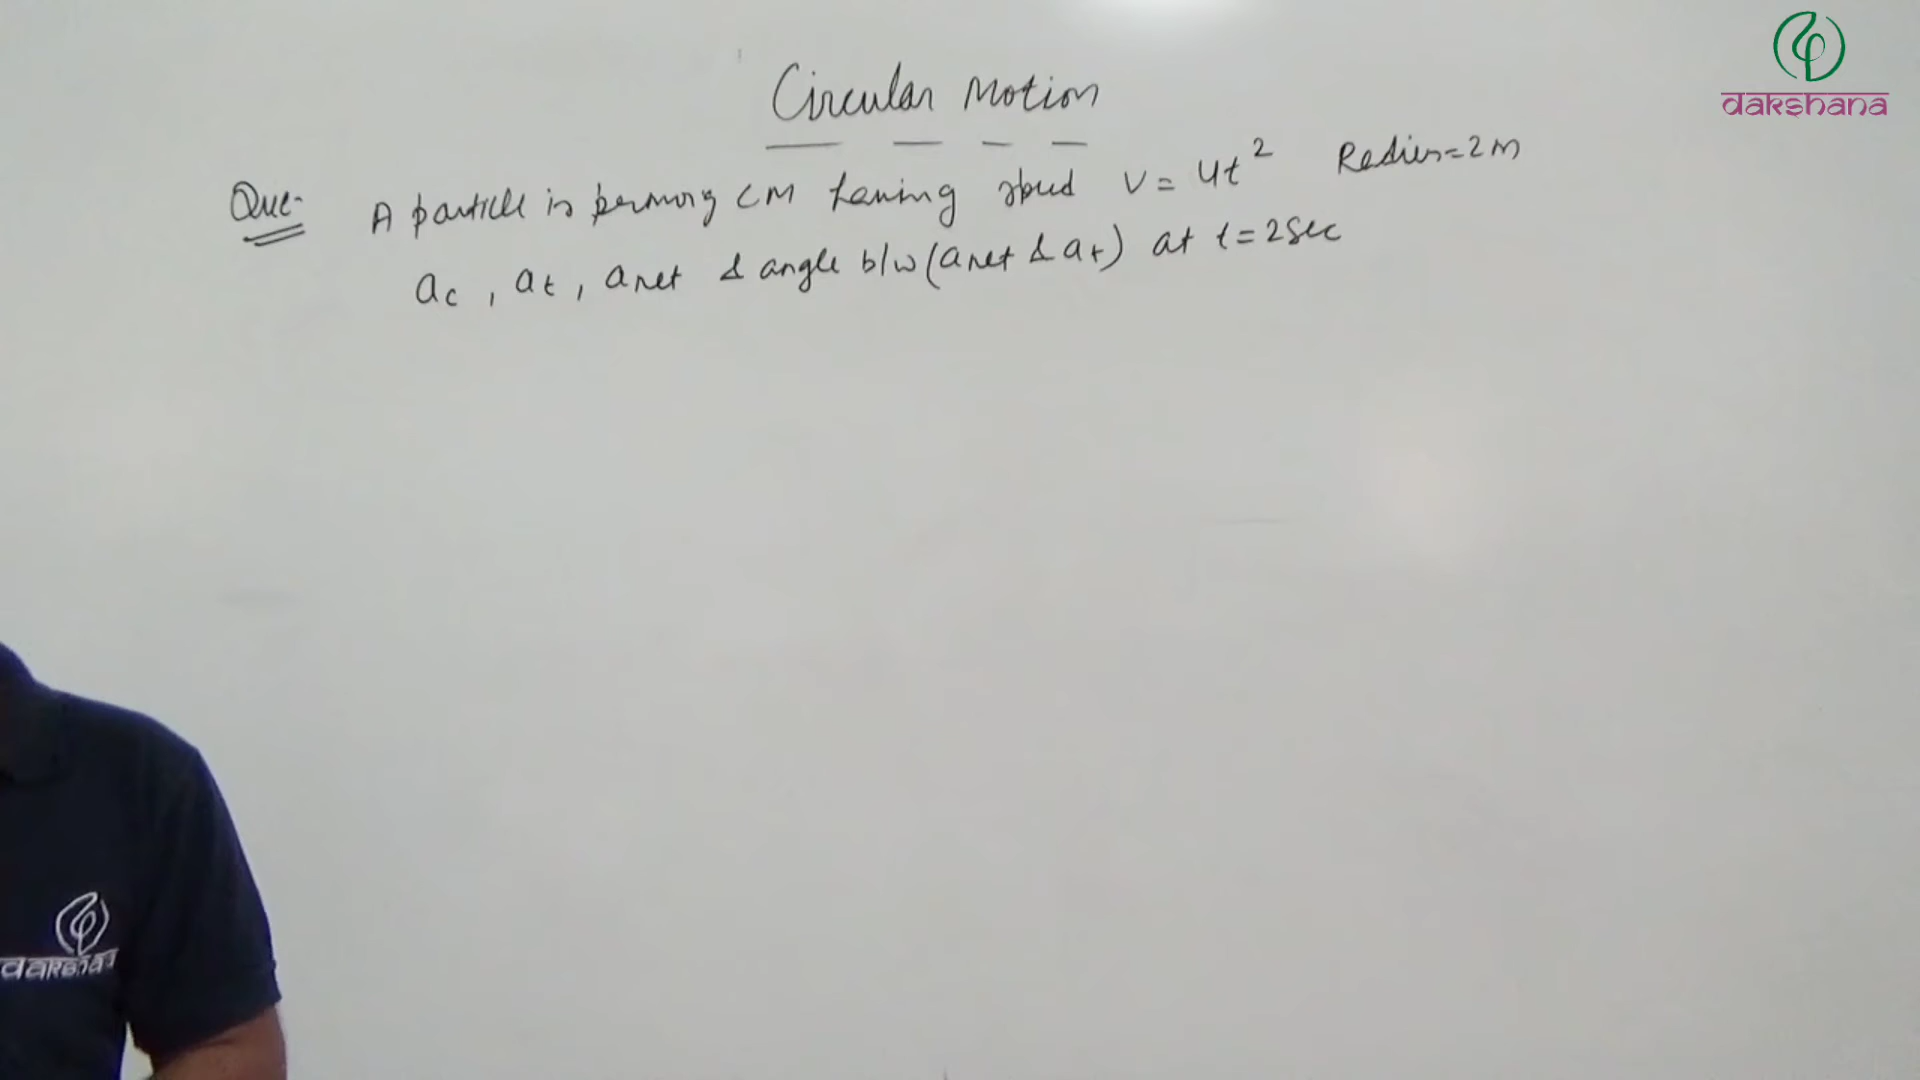 Circular Motion
dakshana
Que:- A particle is performing CM having speed v = 4t² Radius = 2m
ac, at, anet & angle b/w (anet & at) at t = 2sec
dakshana